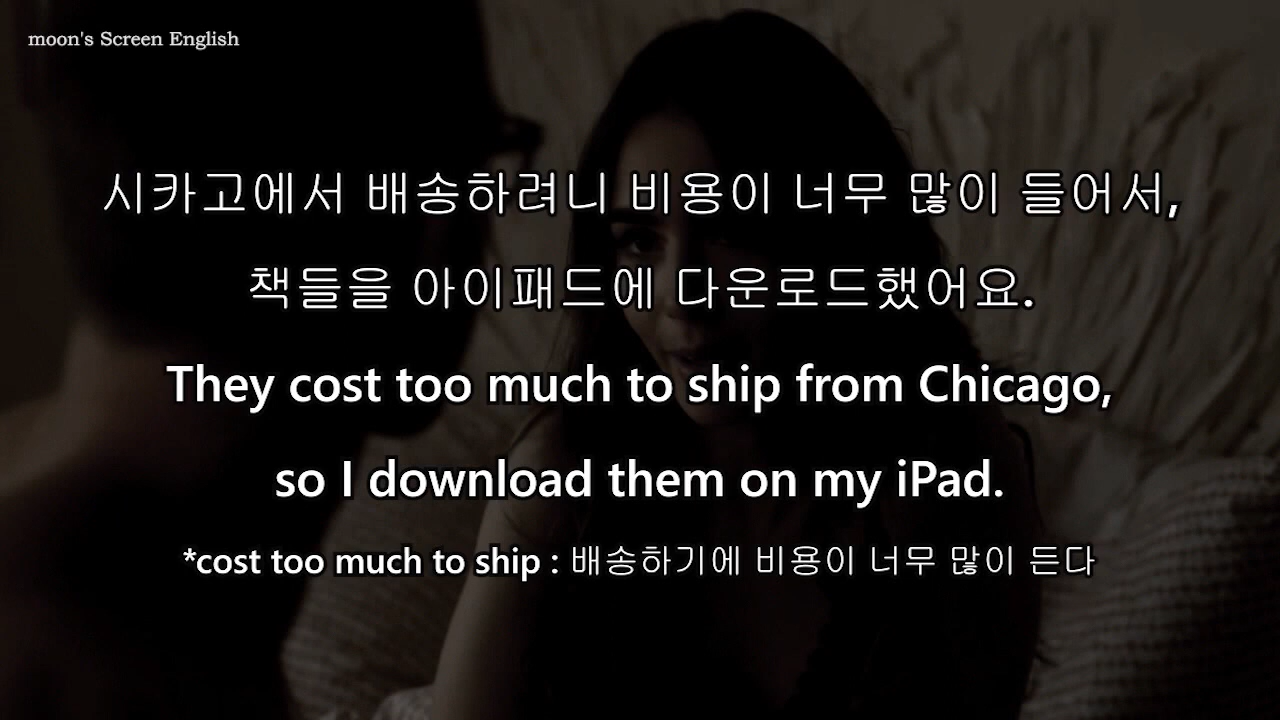 moon's Screen English
시카고에서 배송하려니 비용이 너무 많이 들어서,
책들을 아이패드에 다운로드했어요.
They cost too much to ship from Chicago,
so I download them on my iPad.
*cost too much to ship : 배송하기에 비용이 너무 많이 든다